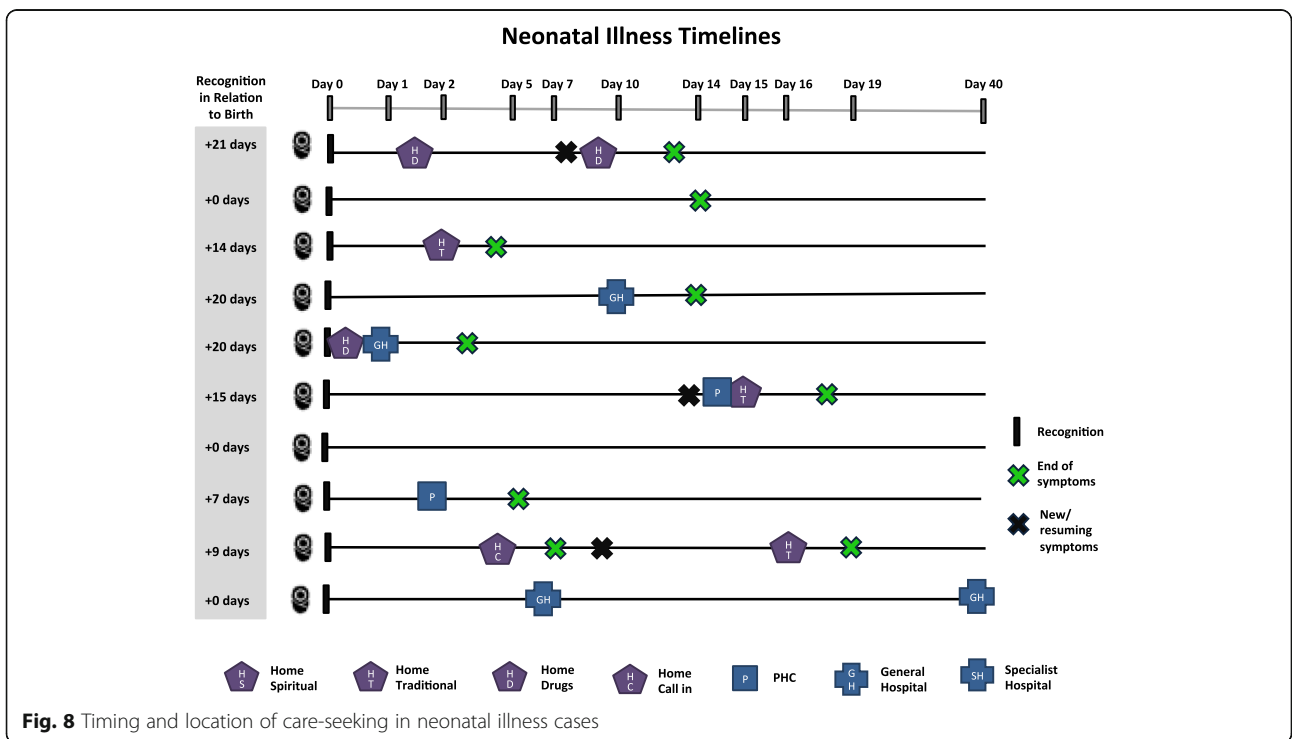 Neonatal Illness Timelines
Recognition
in Relation
to Birth
Day 0 Day 1 Day 2 Day 5 Day 7 Day 10 Day 14 Day 15 Day 16 Day 19 Day 40
+21 days
H
D
H
D
+0 days
+14 days
H
T
+20 days
GH
+20 days
H
D
GH
+15 days
P
H
T
+0 days
+7 days
P
+9 days
H
C
H
T
+0 days
GH
GH
Recognition
End of
symptoms
New/
resuming
symptoms
H
S
Home
Spiritual
H
T
Home
Traditional
H
D
Home
Drugs
H
C
Home
Call in
P
PHC
G
H
General
Hospital
SH
Specialist
Hospital
Fig. 8 Timing and location of care-seeking in neonatal illness cases